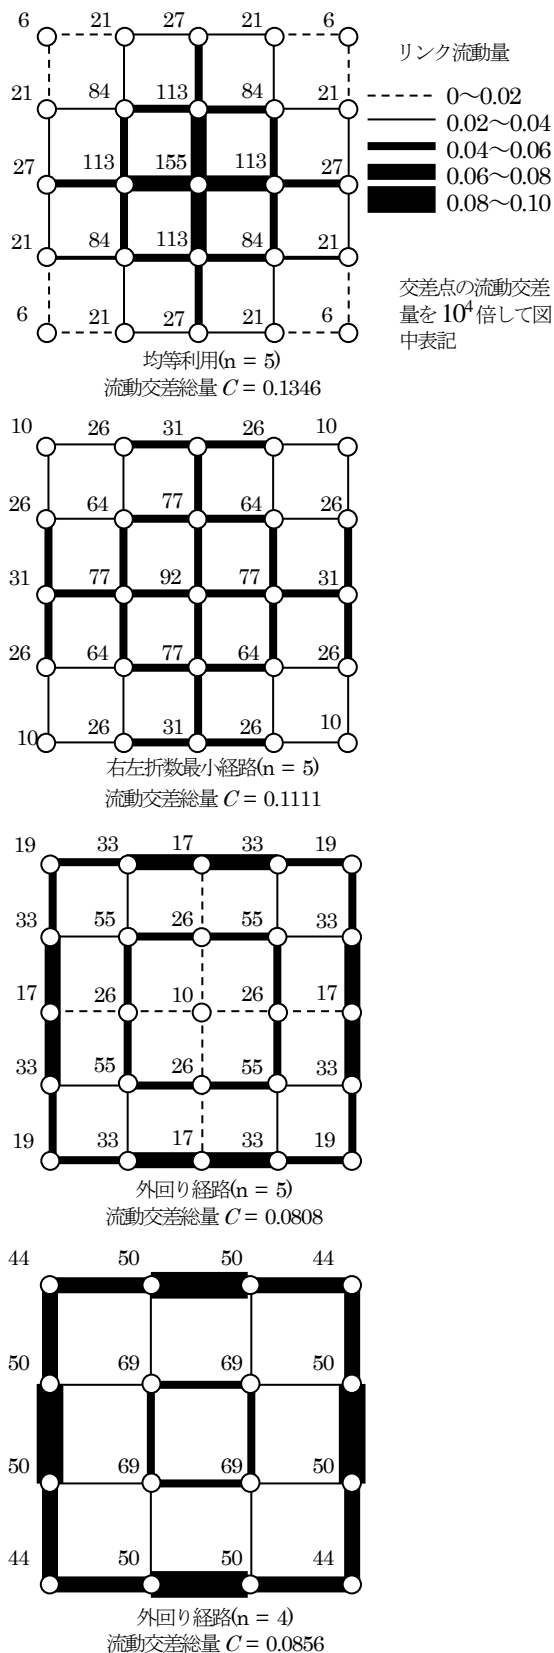 6 21 27 21 6
リンク流動量
0〜0.02
0.02〜0.04
0.04〜0.06
0.06〜0.08
0.08〜0.10
21 84 113 84 21
27 113 155 113 27
21 84 113 84 21
6 21 27 21 6
交差点の流動交差
量を 10⁴ 倍して図
中表記
均等利用(n = 5)
流動交差総量 C = 0.1346
10 26 31 26 10
26 64 77 64 26
31 77 92 77 31
26 64 77 64 26
10 26 31 26 10
右左折数最小経路(n = 5)
流動交差総量 C = 0.1111
19 33 17 33 19
33 55 26 55 33
17 26 10 26 17
33 55 26 55 33
19 33 17 33 19
外回り経路(n = 5)
流動交差総量 C = 0.0808
44 50 50 44
50 69 69 50
50 69 69 50
44 50 50 44
外回り経路(n = 4)
流動交差総量 C = 0.0856